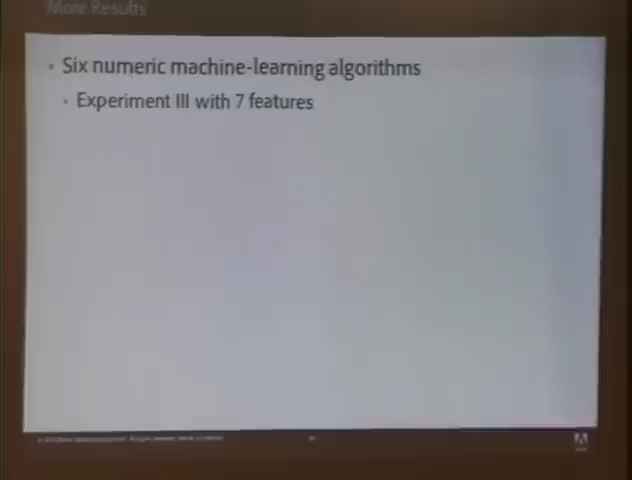 More Results
• Six numeric machine-learning algorithms
• Experiment III with 7 features